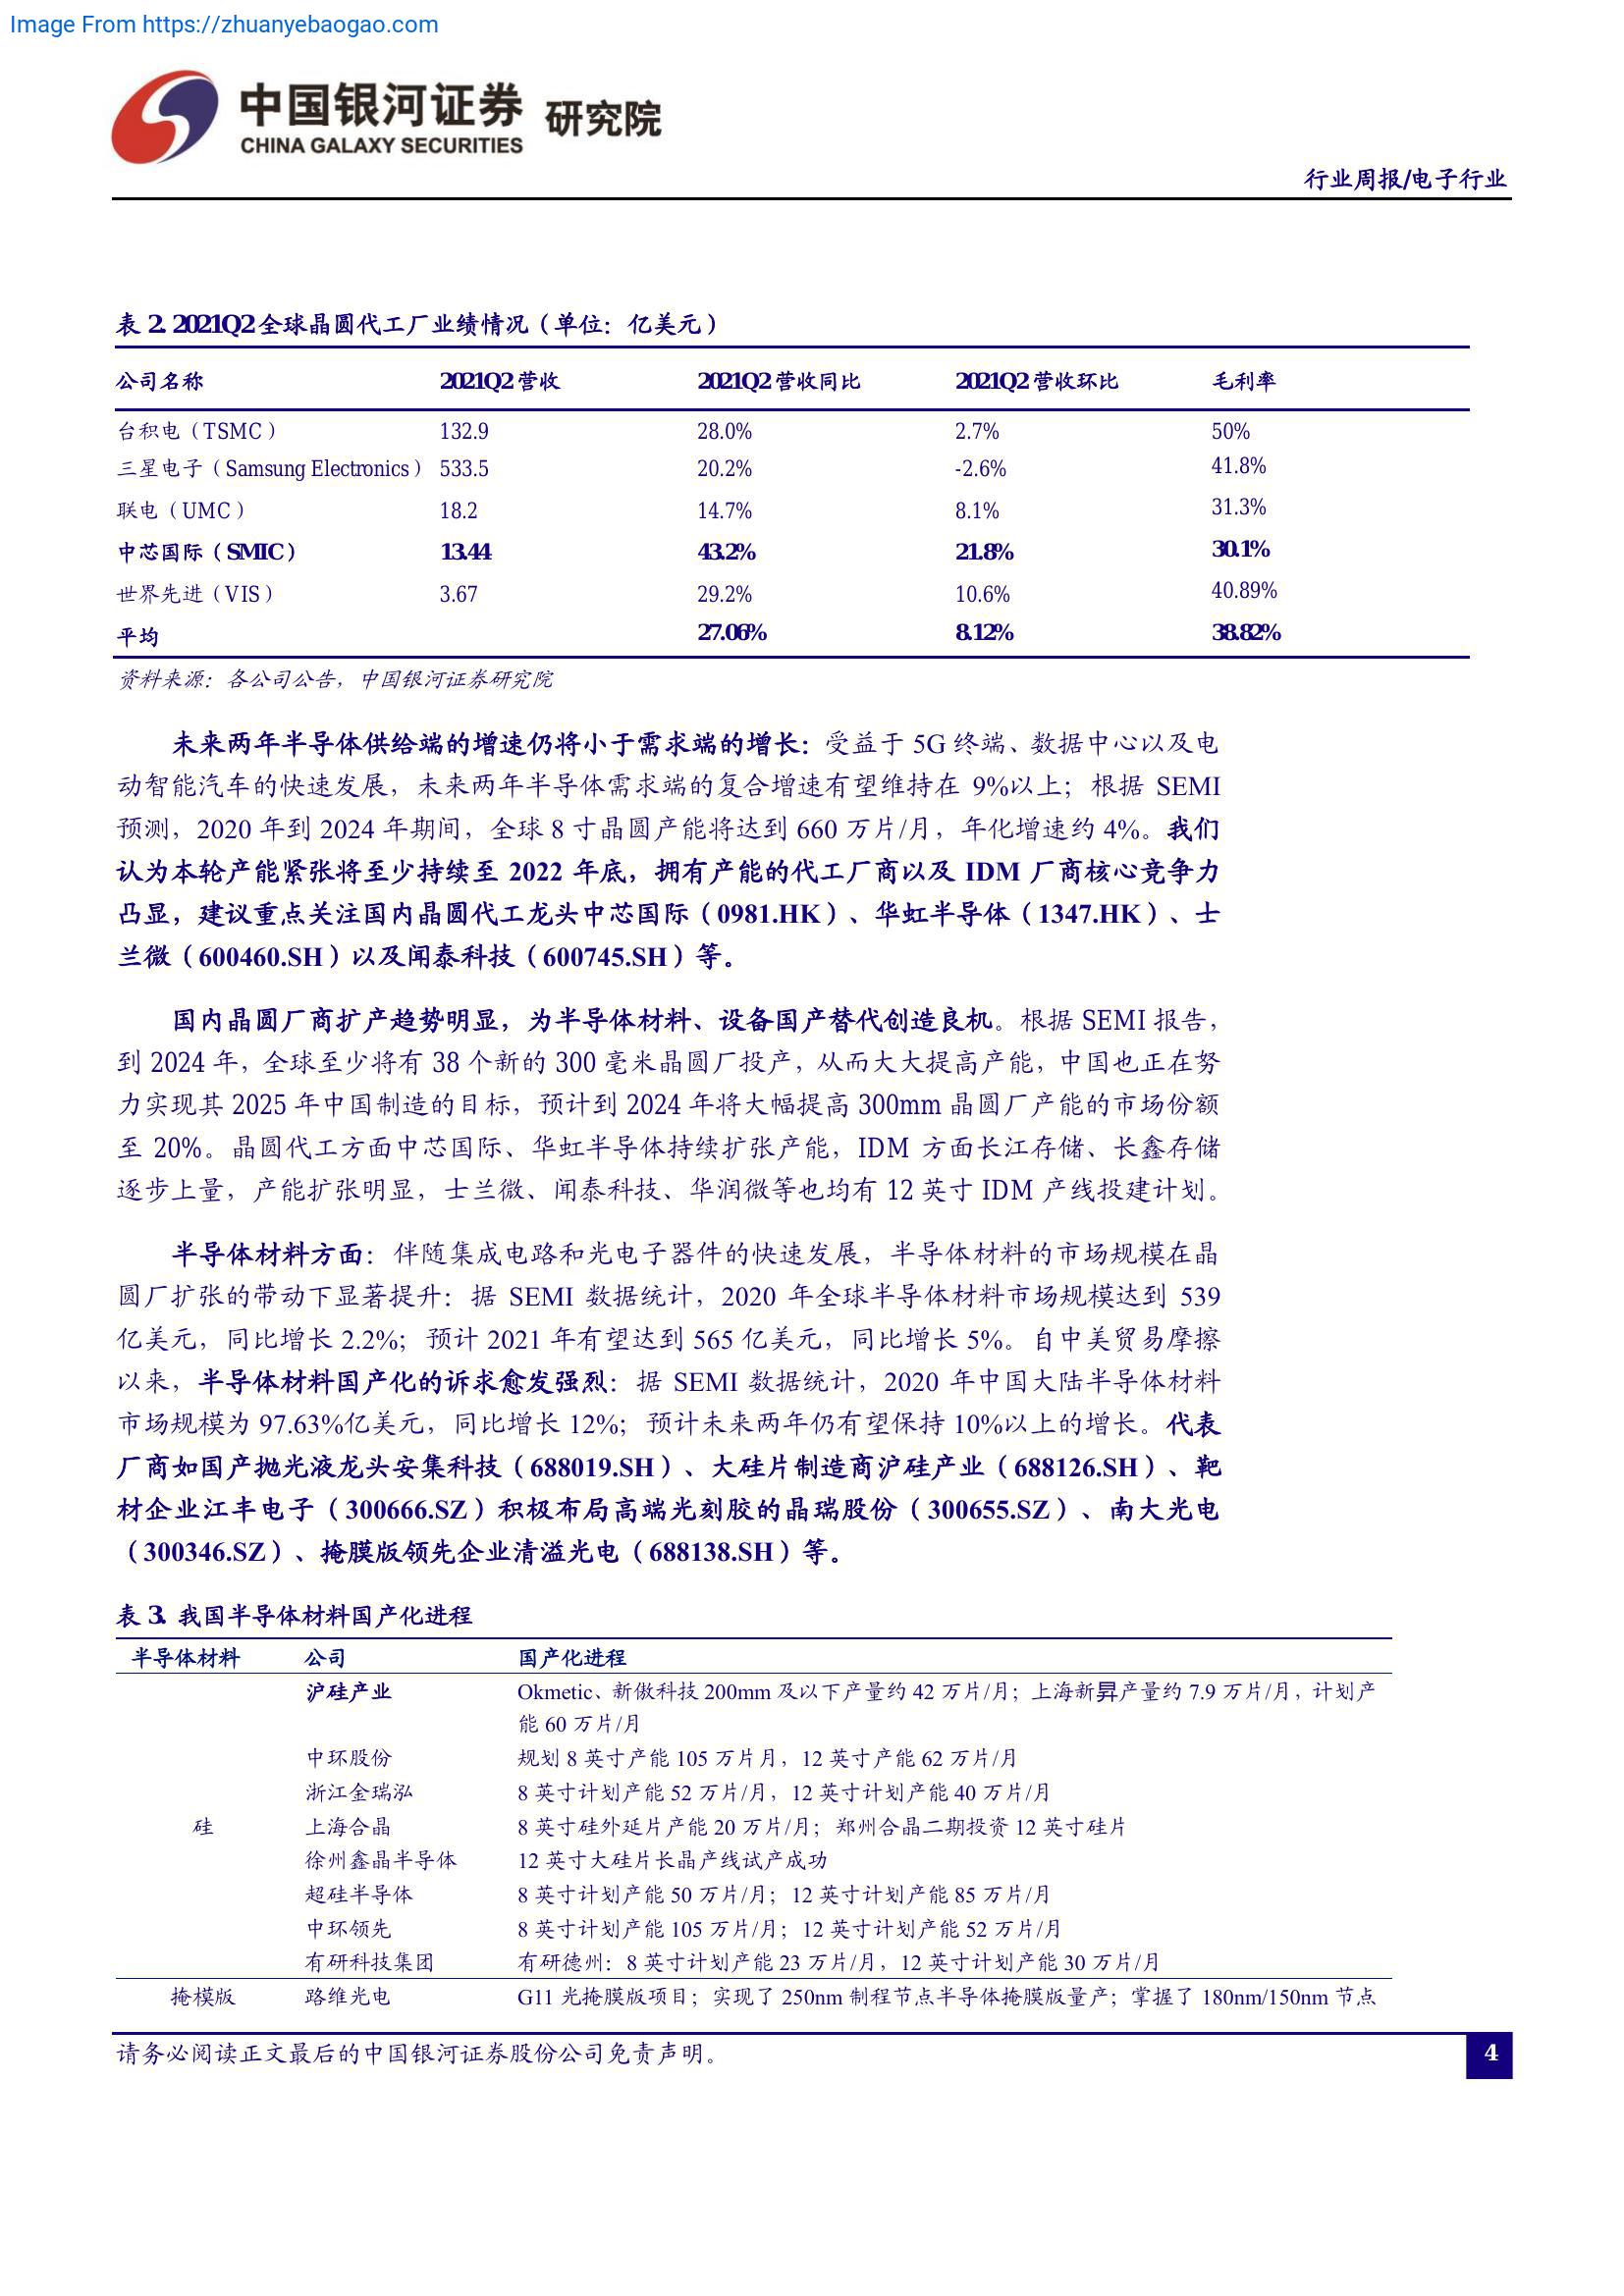 Image From https://zhuanyebaogao.com
中国银河证券 研究院
CHINA GALAXY SECURITIES
行业周报/电子行业
表 2. 2021Q2 全球晶圆代工厂业绩情况（单位：亿美元）
公司名称 2021Q2 营收 2021Q2 营收同比 2021Q2 营收环比 毛利率
台积电（TSMC） 132.9 28.0% 2.7% 50%
三星电子（Samsung Electronics） 533.5 20.2% -2.6% 41.8%
联电（UMC） 18.2 14.7% 8.1% 31.3%
中芯国际（SMIC） 13.44 43.2% 21.8% 30.1%
世界先进（VIS） 3.67 29.2% 10.6% 40.89%
平均 27.06% 8.12% 38.82%
资料来源：各公司公告，中国银河证券研究院
未来两年半导体供给端的增速仍将小于需求端的增长：受益于 5G 终端、数据中心以及电
动智能汽车的快速发展，未来两年半导体需求端的复合增速有望维持在 9%以上；根据 SEMI
预测，2020 年到 2024 年期间，全球 8 寸晶圆产能将达到 660 万片/月，年化增速约 4%。我们
认为本轮产能紧张将至少持续至 2022 年底，拥有产能的代工厂商以及 IDM 厂商核心竞争力
凸显，建议重点关注国内晶圆代工龙头中芯国际（0981.HK）、华虹半导体（1347.HK）、士
兰微（600460.SH）以及闻泰科技（600745.SH）等。
国内晶圆厂商扩产趋势明显，为半导体材料、设备国产替代创造良机。根据 SEMI 报告，
到 2024 年，全球至少将有 38 个新的 300 毫米晶圆厂投产，从而大大提高产能，中国也正在努
力实现其 2025 年中国制造的目标，预计到 2024 年将大幅提高 300mm 晶圆厂产能的市场份额
至 20%。晶圆代工方面中芯国际、华虹半导体持续扩张产能，IDM 方面长江存储、长鑫存储
逐步上量，产能扩张明显，士兰微、闻泰科技、华润微等也均有 12 英寸 IDM 产线投建计划。
半导体材料方面：伴随集成电路和光电子器件的快速发展，半导体材料的市场规模在晶
圆厂扩张的带动下显著提升：据 SEMI 数据统计，2020 年全球半导体材料市场规模达到 539
亿美元，同比增长 2.2%；预计 2021 年有望达到 565 亿美元，同比增长 5%。自中美贸易摩擦
以来，半导体材料国产化的诉求愈发强烈：据 SEMI 数据统计，2020 年中国大陆半导体材料
市场规模为 97.63%亿美元，同比增长 12%；预计未来两年仍有望保持 10%以上的增长。代表
厂商如国产抛光液龙头安集科技（688019.SH）、大硅片制造商沪硅产业（688126.SH）、靶
材企业江丰电子（300666.SZ）积极布局高端光刻胶的晶瑞股份（300655.SZ）、南大光电
（300346.SZ）、掩膜版领先企业清溢光电（688138.SH）等。
表 3. 我国半导体材料国产化进程
半导体材料 公司 国产化进程
沪硅产业 Okmetic、新傲科技 200mm 及以下产量约 42 万片/月；上海新昇产量约 7.9 万片/月，计划产
能 60 万片/月
中环股份 规划 8 英寸产能 105 万片月，12 英寸产能 62 万片/月
浙江金瑞泓 8 英寸计划产能 52 万片/月，12 英寸计划产能 40 万片/月
硅 上海合晶 8 英寸硅外延片产能 20 万片/月；郑州合晶二期投资 12 英寸硅片
徐州鑫晶半导体 12 英寸大硅片长晶产线试产成功
超硅半导体 8 英寸计划产能 50 万片/月；12 英寸计划产能 85 万片/月
中环领先 8 英寸计划产能 105 万片/月；12 英寸计划产能 52 万片/月
有研科技集团 有研德州：8 英寸计划产能 23 万片/月，12 英寸计划产能 30 万片/月
掩模版 路维光电 G11 光掩膜版项目；实现了 250nm 制程节点半导体掩膜版量产；掌握了 180nm/150nm 节点
请务必阅读正文最后的中国银河证券股份公司免责声明。
4